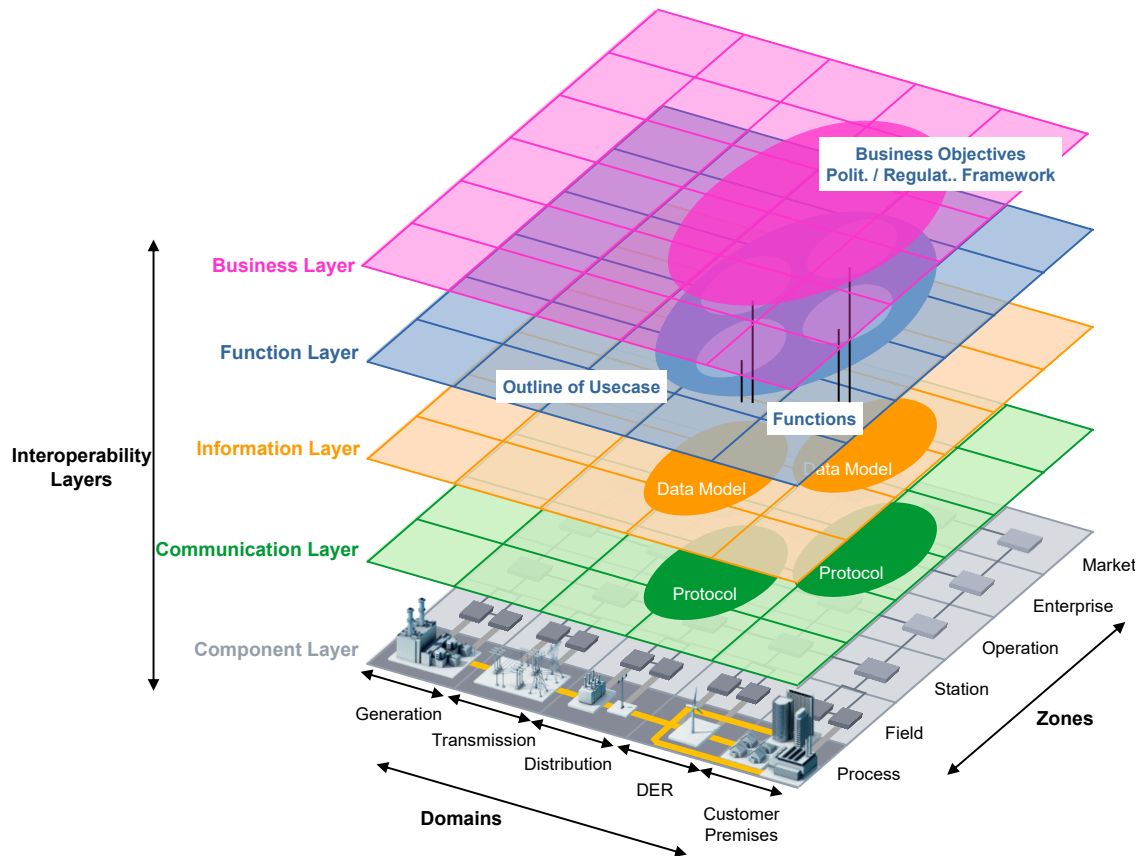 Business Objectives
Polit. / Regulat.. Framework
Business Layer
Function Layer
Outline of Usecase
Functions
Interoperability
Layers
Information Layer
Data Model
Data Model
Communication Layer
Protocol
Protocol
Component Layer
Market
Enterprise
Operation
Station
Field
Process
Zones
Generation
Transmission
Distribution
DER
Customer
Premises
Domains